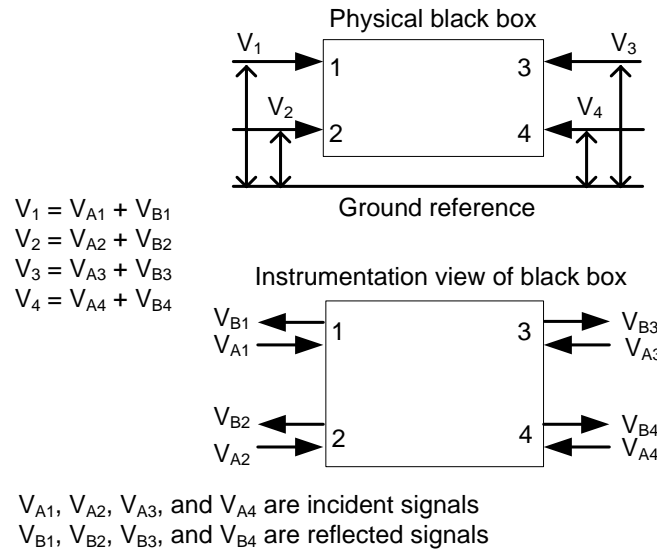 Physical black box
V1
V3
1
3
V2
V4
2
4
Ground reference
V1 = VA1 + VB1
V2 = VA2 + VB2
V3 = VA3 + VB3
V4 = VA4 + VB4
Instrumentation view of black box
VB1
1
3
VB3
VA1
VA3
VB2
VB4
2
4
VA2
VA4
VA1, VA2, VA3, and VA4 are incident signals
VB1, VB2, VB3, and VB4 are reflected signals